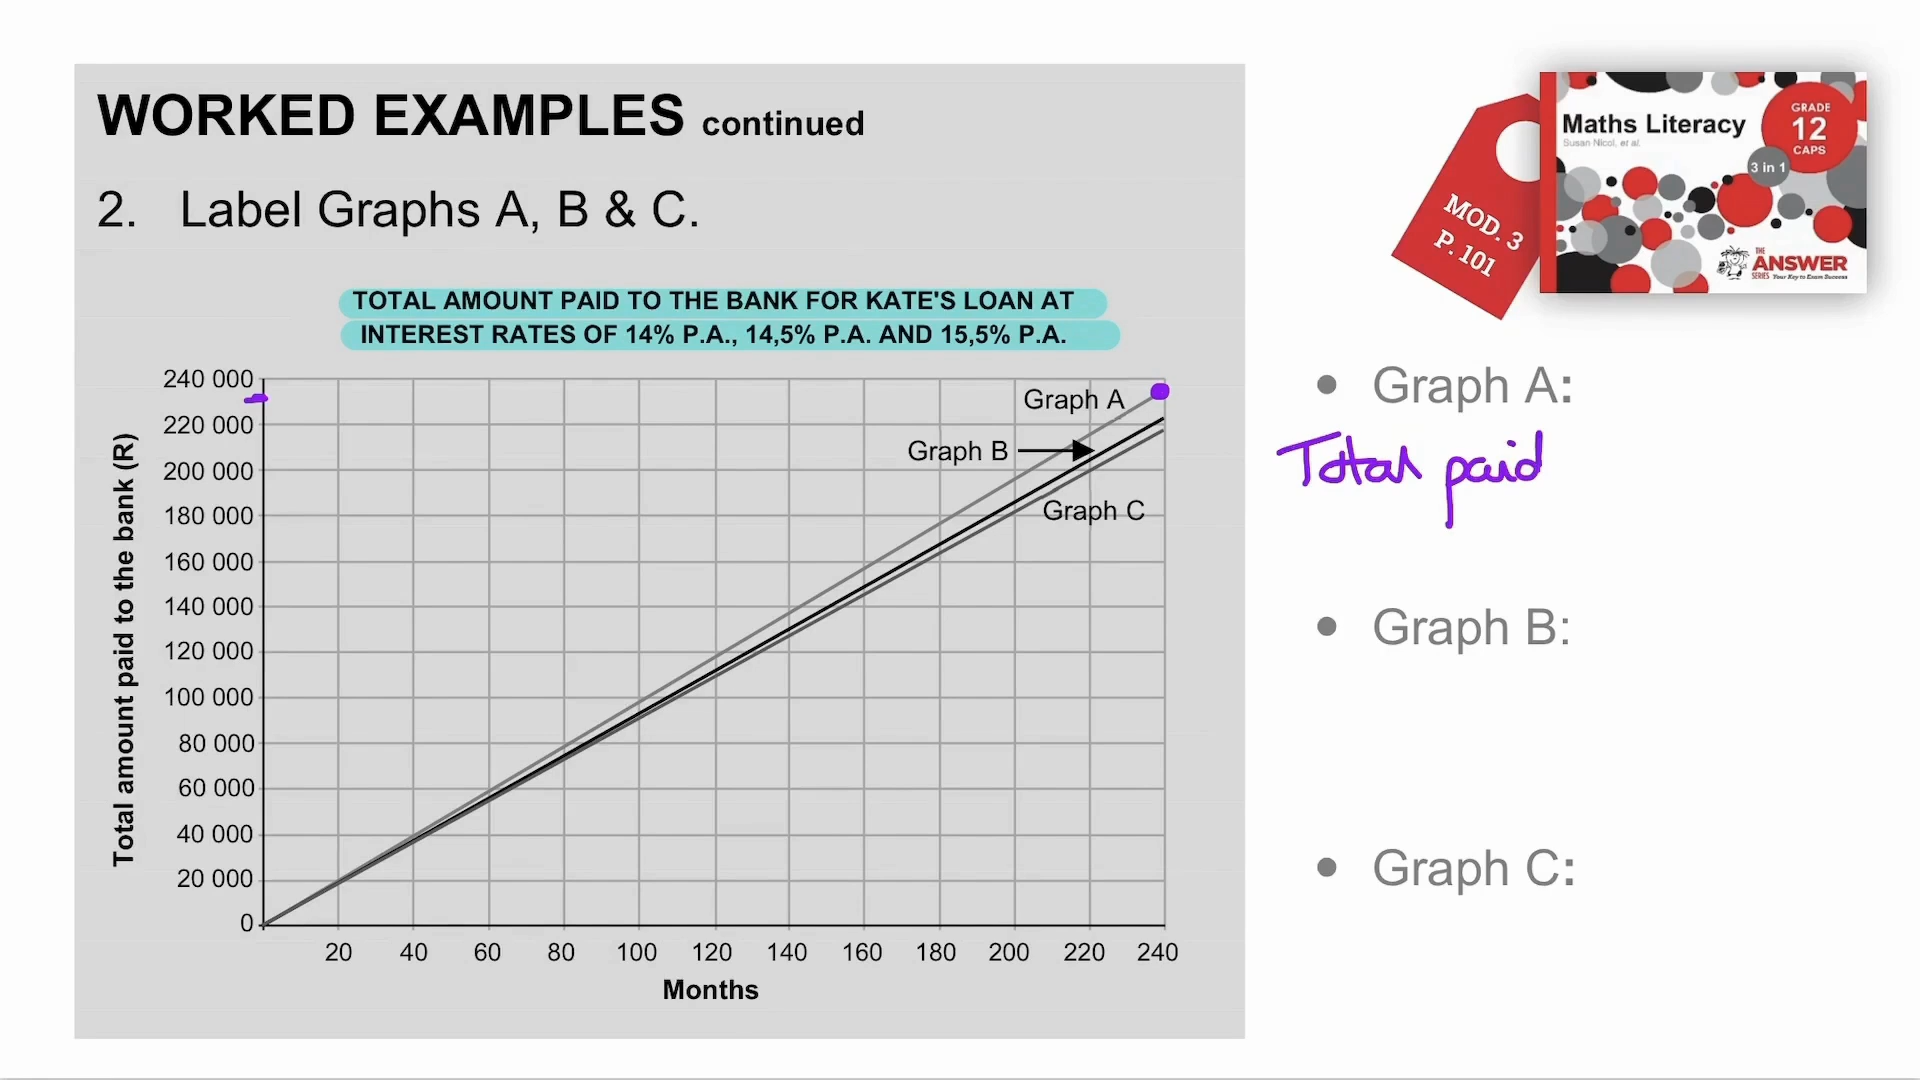 WORKED EXAMPLES continued
2. Label Graphs A, B & C.
TOTAL AMOUNT PAID TO THE BANK FOR KATE'S LOAN AT
INTEREST RATES OF 14% P.A., 14,5% P.A. AND 15,5% P.A.
Total amount paid to the bank (R)
240 000
220 000
200 000
180 000
160 000
140 000
120 000
100 000
80 000
60 000
40 000
20 000
0
Graph A
Graph B
Graph C
20 40 60 80 100 120 140 160 180 200 220 240
Months
MOD. 3
P. 101
Maths Literacy
Susan Nicol, et al.
GRADE
12
CAPS
3 in 1
THE
ANSWER
SERIES Your Key to Exam Success
• Graph A:
Total paid
• Graph B:
• Graph C: